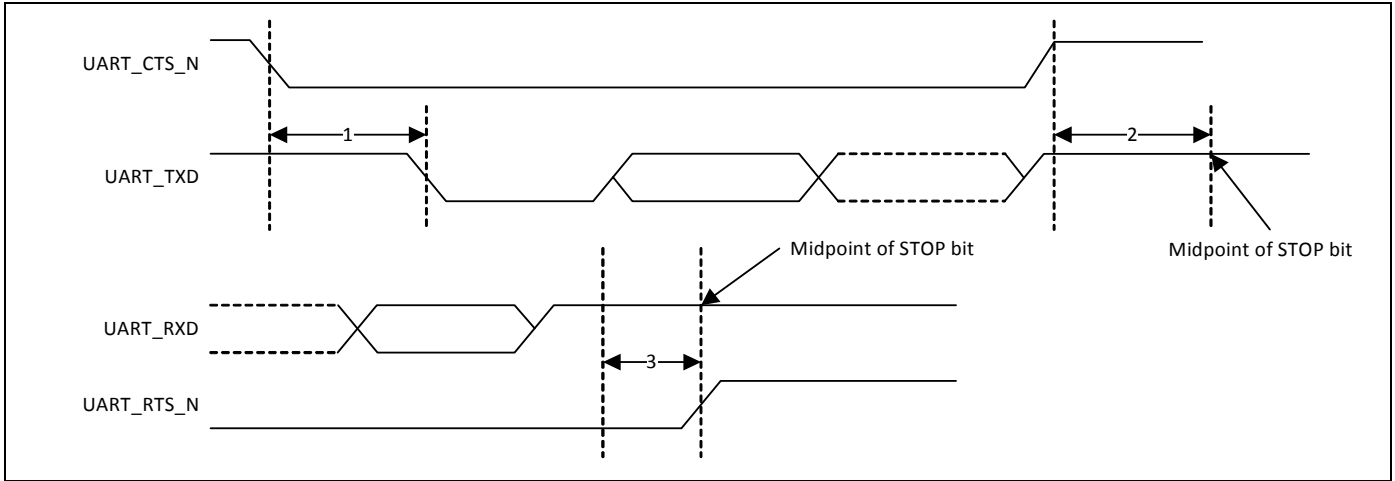 UART_CTS_N
1
2
UART_TXD
Midpoint of STOP bit
Midpoint of STOP bit
UART_RXD
3
UART_RTS_N